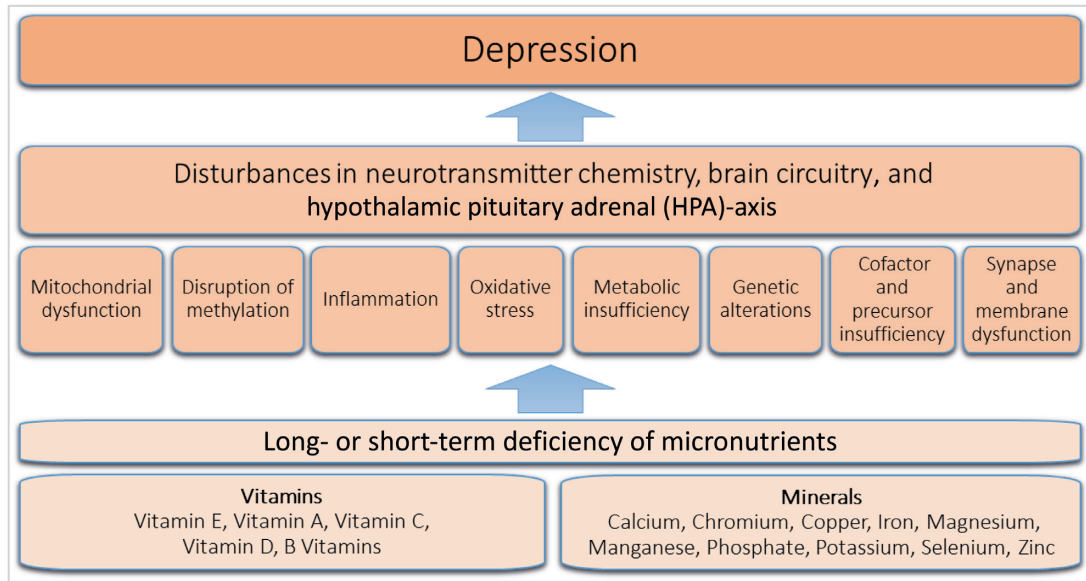 Depression
Disturbances in neurotransmitter chemistry, brain circuitry, and
hypothalamic pituitary adrenal (HPA)-axis
Mitochondrial
dysfunction
Disruption of
methylation
Inflammation
Oxidative
stress
Metabolic
insufficiency
Genetic
alterations
Cofactor
and
precursor
insufficiency
Synapse
and
membrane
dysfunction
Long- or short-term deficiency of micronutrients
Vitamins
Vitamin E, Vitamin A, Vitamin C,
Vitamin D, B Vitamins
Minerals
Calcium, Chromium, Copper, Iron, Magnesium,
Manganese, Phosphate, Potassium, Selenium, Zinc